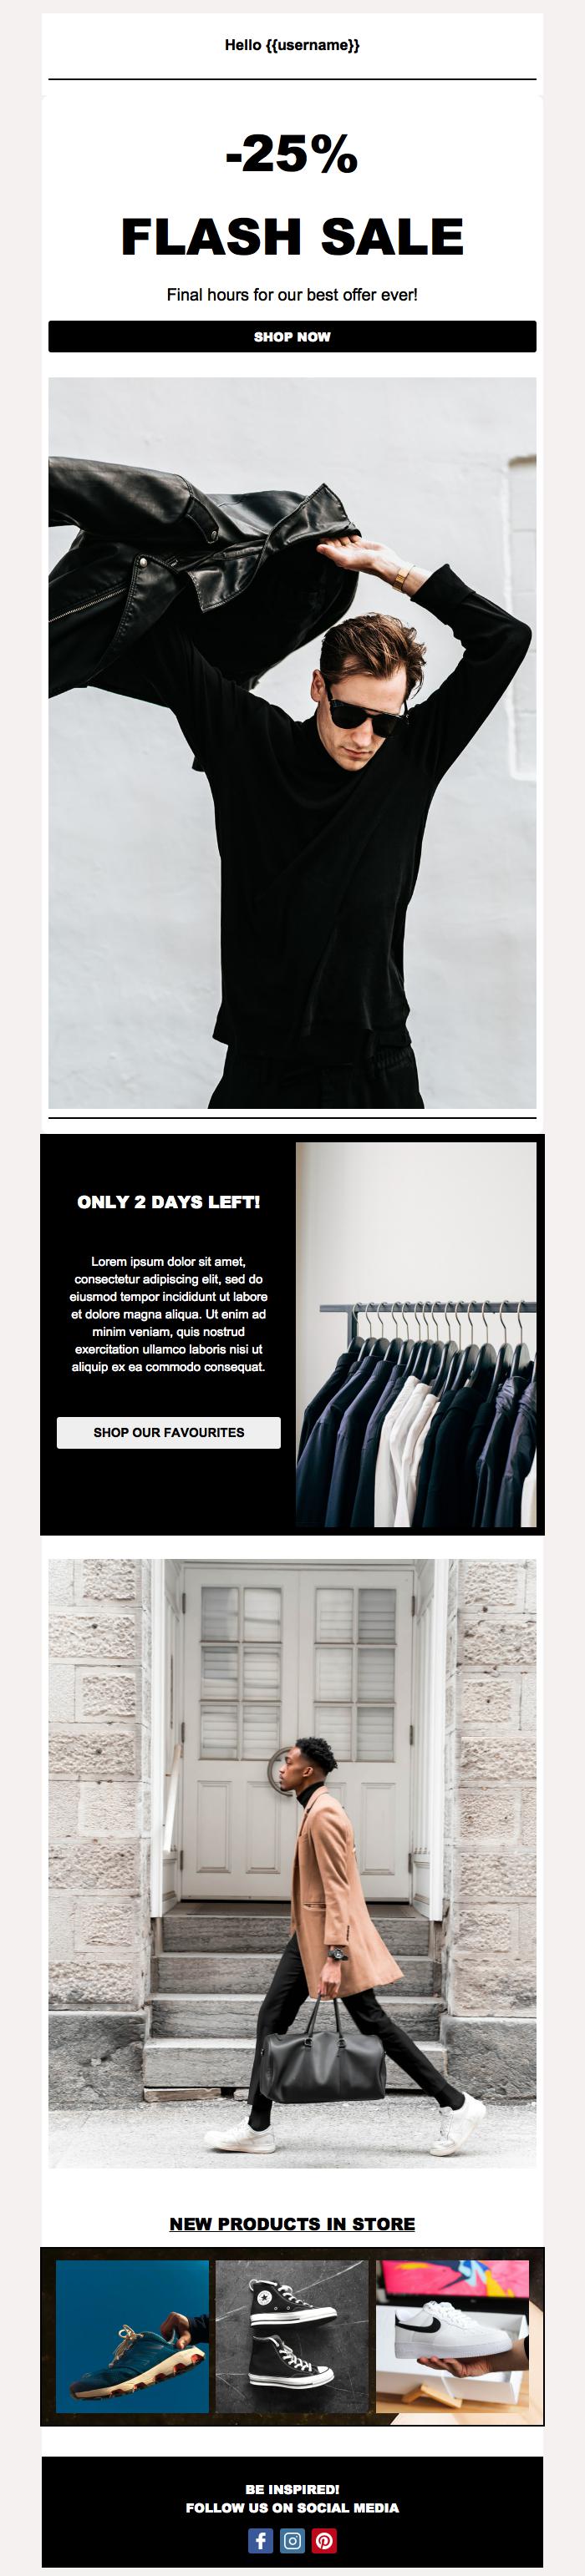 Hello {{username}}
-25%
FLASH SALE
Final hours for our best offer ever!
SHOP NOW
ONLY 2 DAYS LEFT!
Lorem ipsum dolor sit amet,
consectetur adipiscing elit, sed do
eiusmod tempor incididunt ut labore
et dolore magna aliqua. Ut enim ad
minim veniam, quis nostrud
exercitation ullamco laboris nisi ut
aliquip ex ea commodo consequat.
SHOP OUR FAVOURITES
NEW PRODUCTS IN STORE
BE INSPIRED!
FOLLOW US ON SOCIAL MEDIA